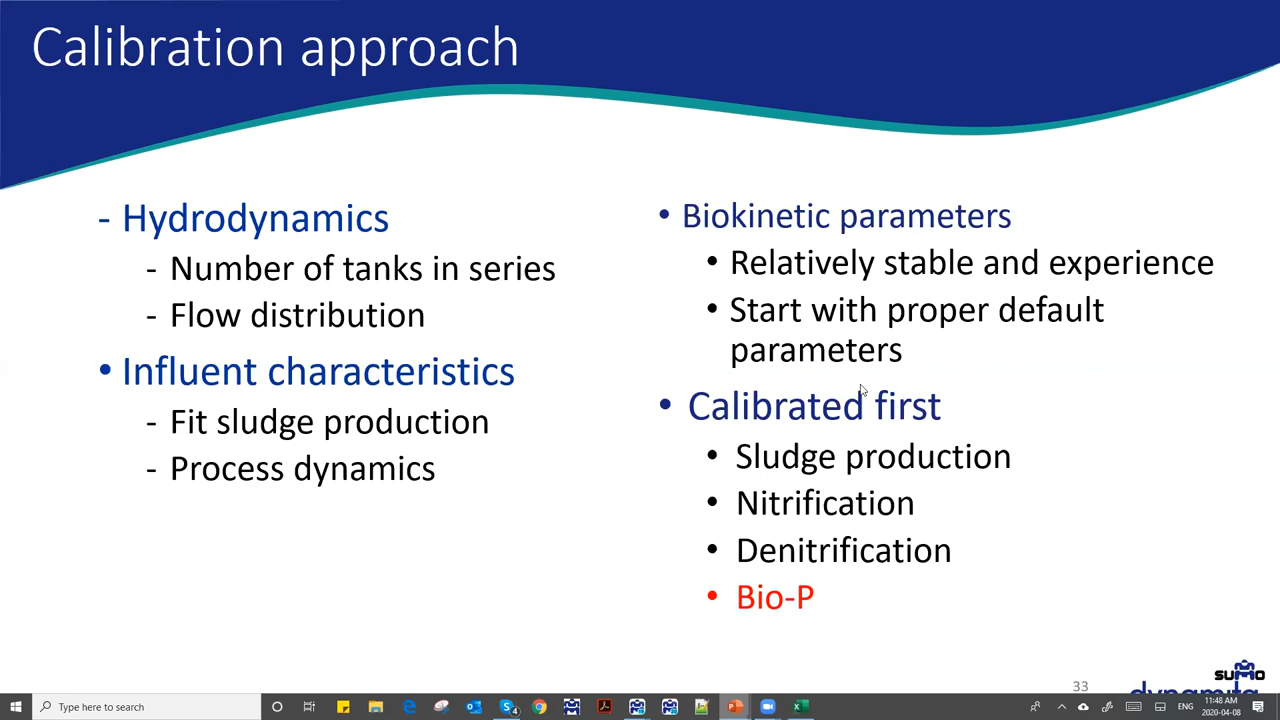 Calibration approach
- Hydrodynamics
- Number of tanks in series
- Flow distribution
• Influent characteristics
- Fit sludge production
- Process dynamics
• Biokinetic parameters
• Relatively stable and experience
• Start with proper default
parameters
• Calibrated first
• Sludge production
• Nitrification
• Denitrification
• Bio-P
33
sumo
dynamita
Type here to search
ENG
11:48 AM
2020-04-08